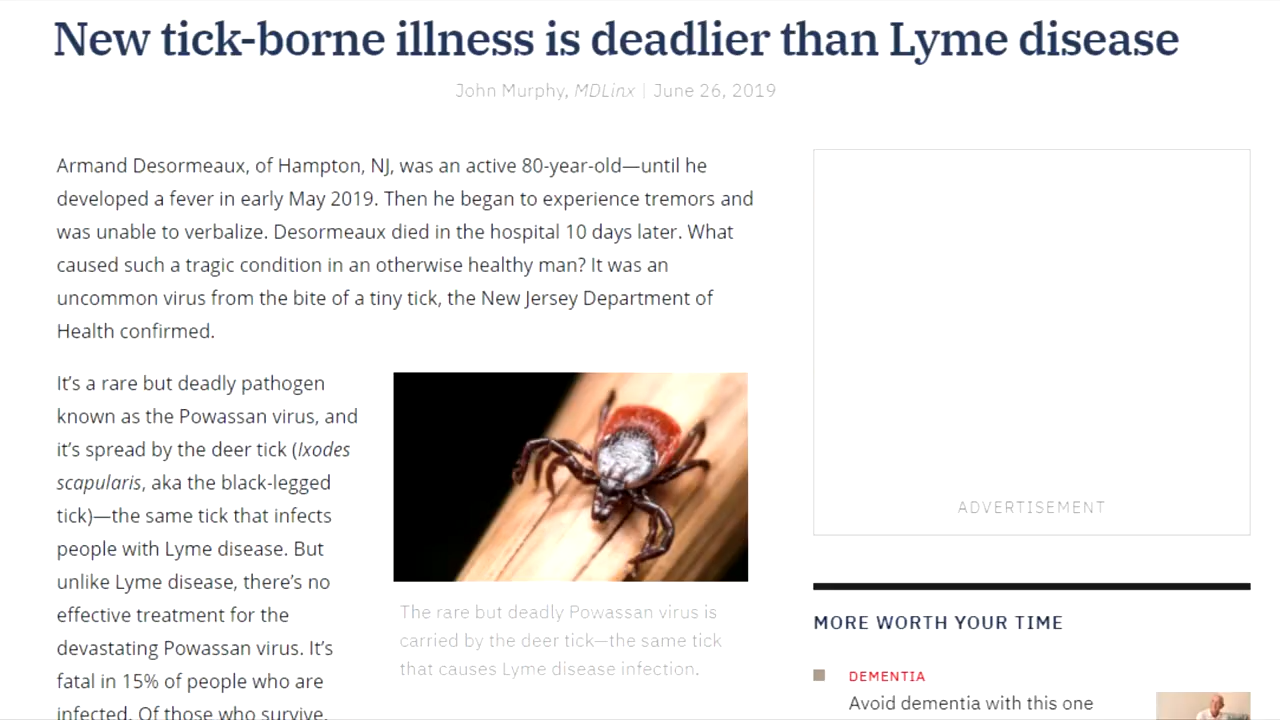 New tick-borne illness is deadlier than Lyme disease
John Murphy, MDLinx | June 26, 2019
Armand Desormeaux, of Hampton, NJ, was an active 80-year-old—until he
developed a fever in early May 2019. Then he began to experience tremors and
was unable to verbalize. Desormeaux died in the hospital 10 days later. What
caused such a tragic condition in an otherwise healthy man? It was an
uncommon virus from the bite of a tiny tick, the New Jersey Department of
Health confirmed.
It’s a rare but deadly pathogen
known as the Powassan virus, and
it’s spread by the deer tick (Ixodes
scapularis, aka the black-legged
tick)—the same tick that infects
people with Lyme disease. But
unlike Lyme disease, there’s no
effective treatment for the
devastating Powassan virus. It’s
fatal in 15% of people who are
infected. Of those who survive,
The rare but deadly Powassan virus is
carried by the deer tick—the same tick
that causes Lyme disease infection.
ADVERTISEMENT
MORE WORTH YOUR TIME
DEMENTIA
Avoid dementia with this one